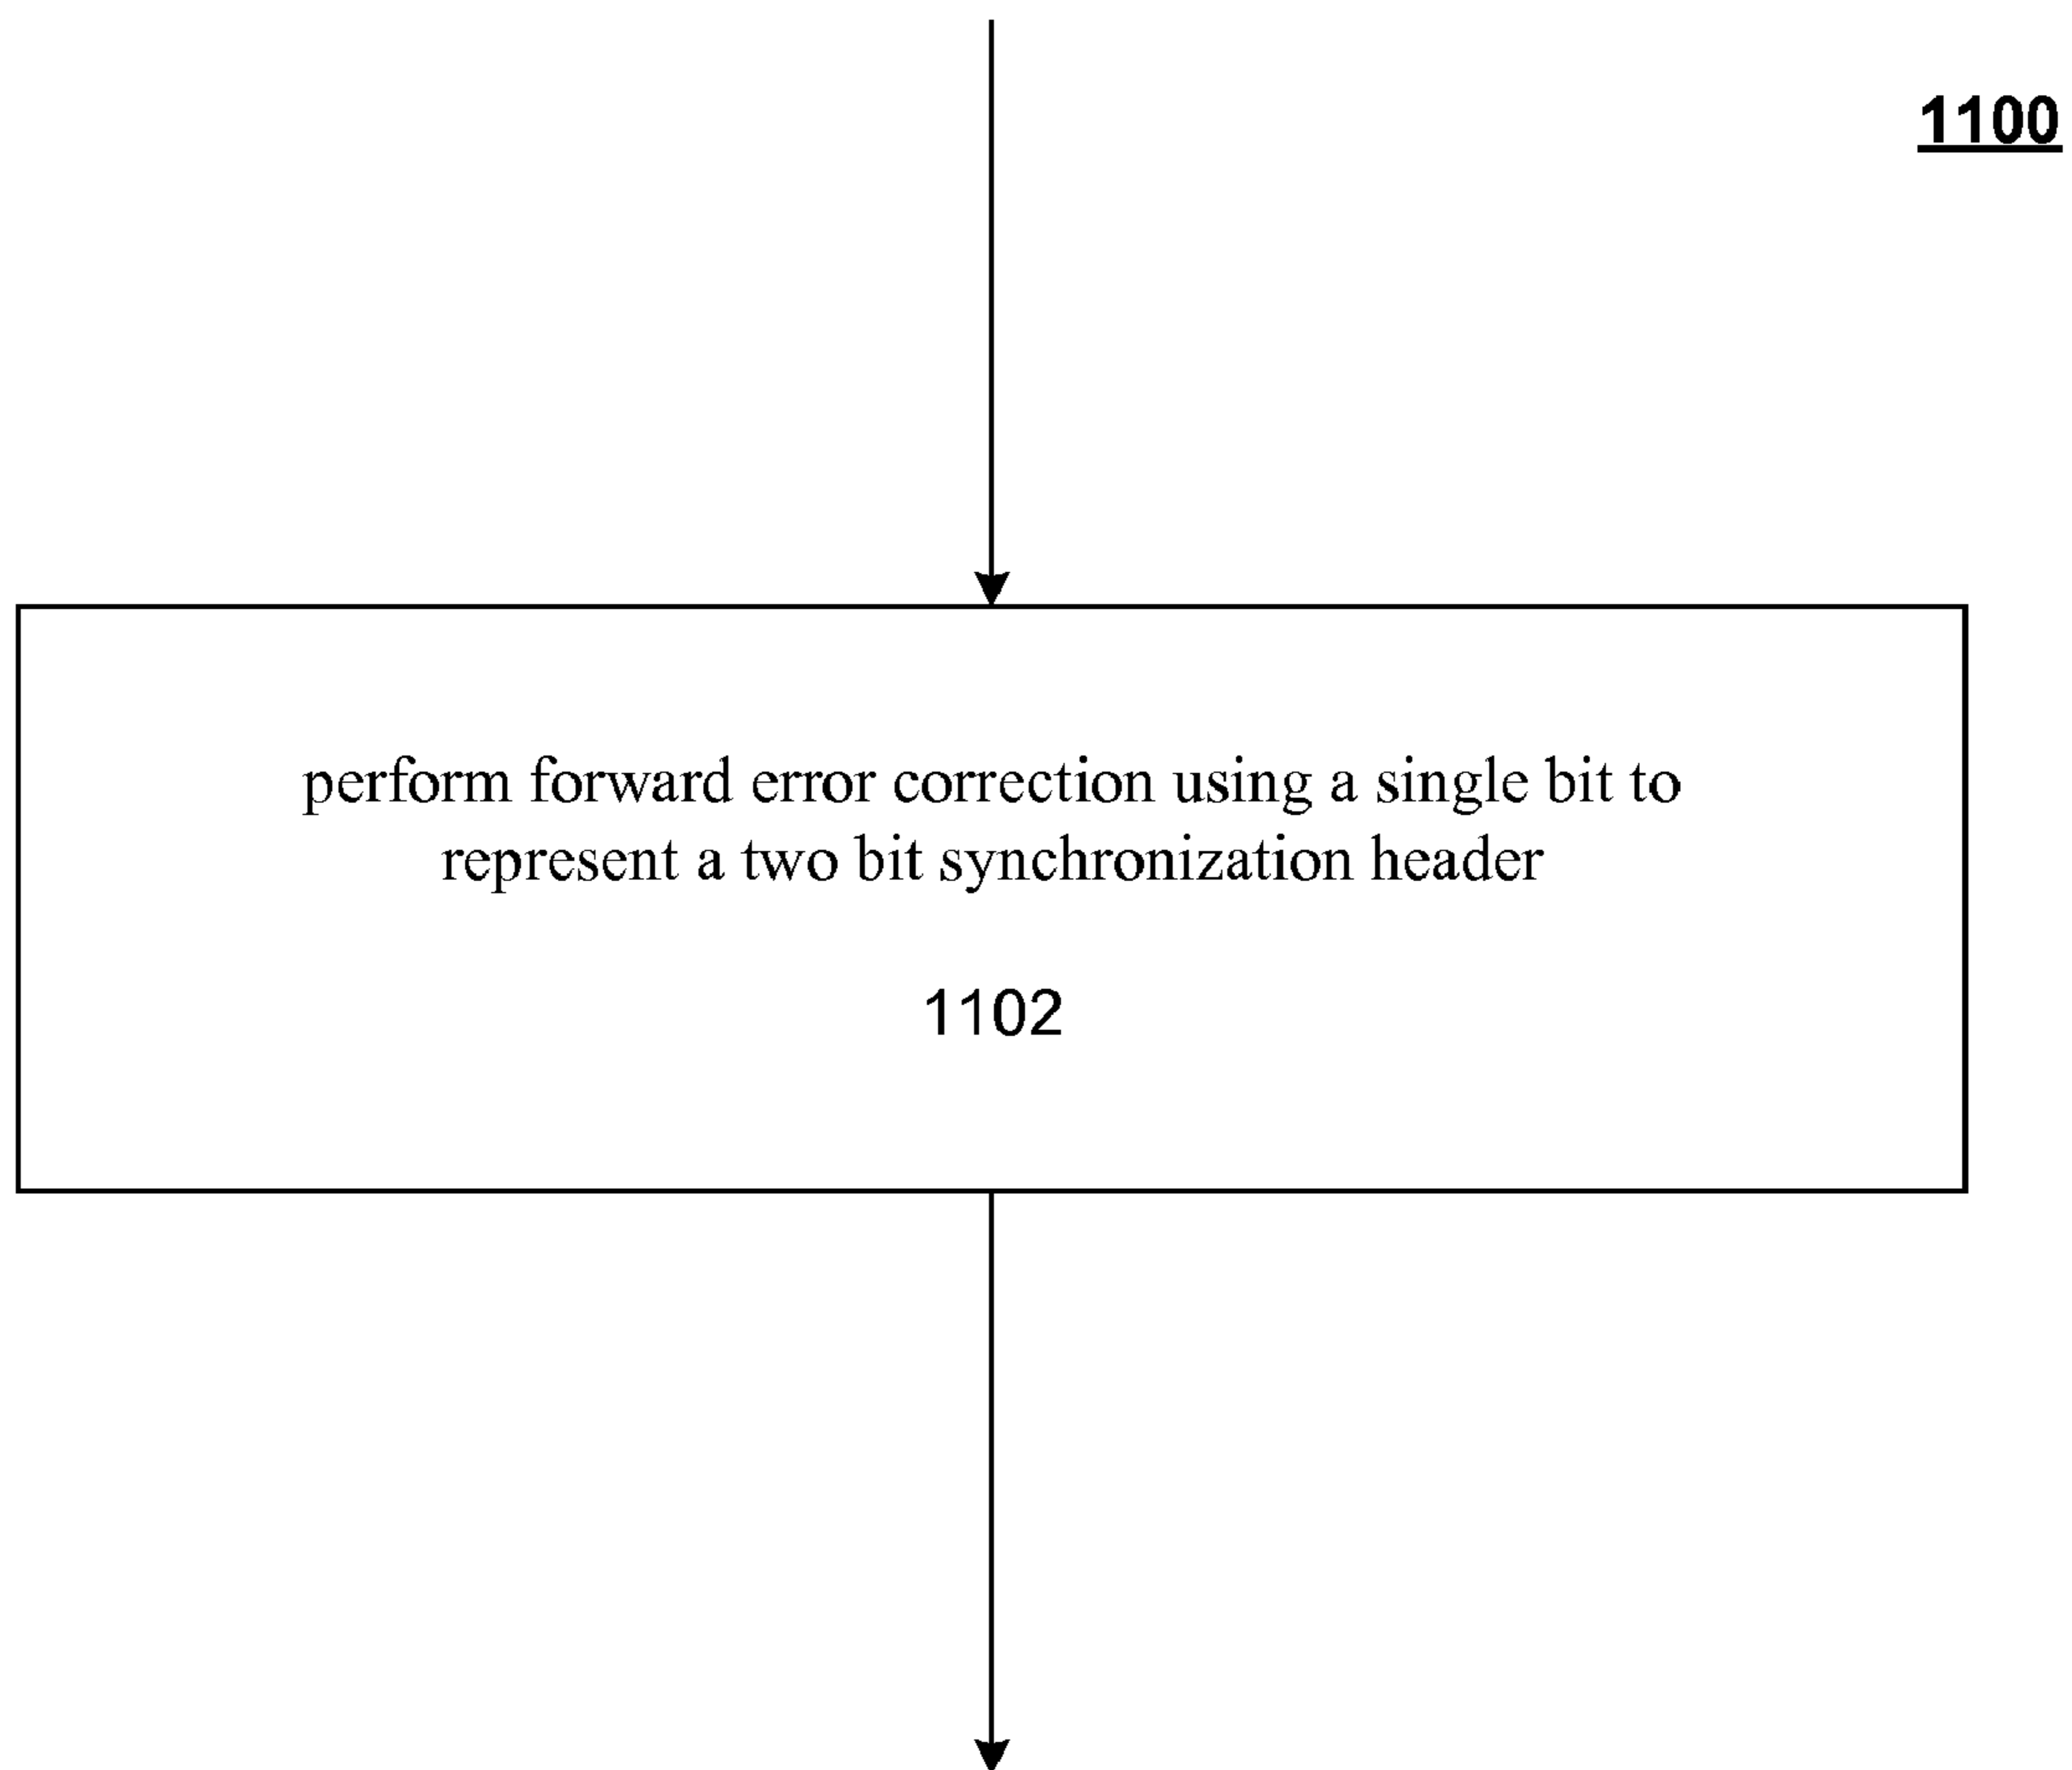 1100
perform forward error correction using a single bit to
represent a two bit synchronization header
1102